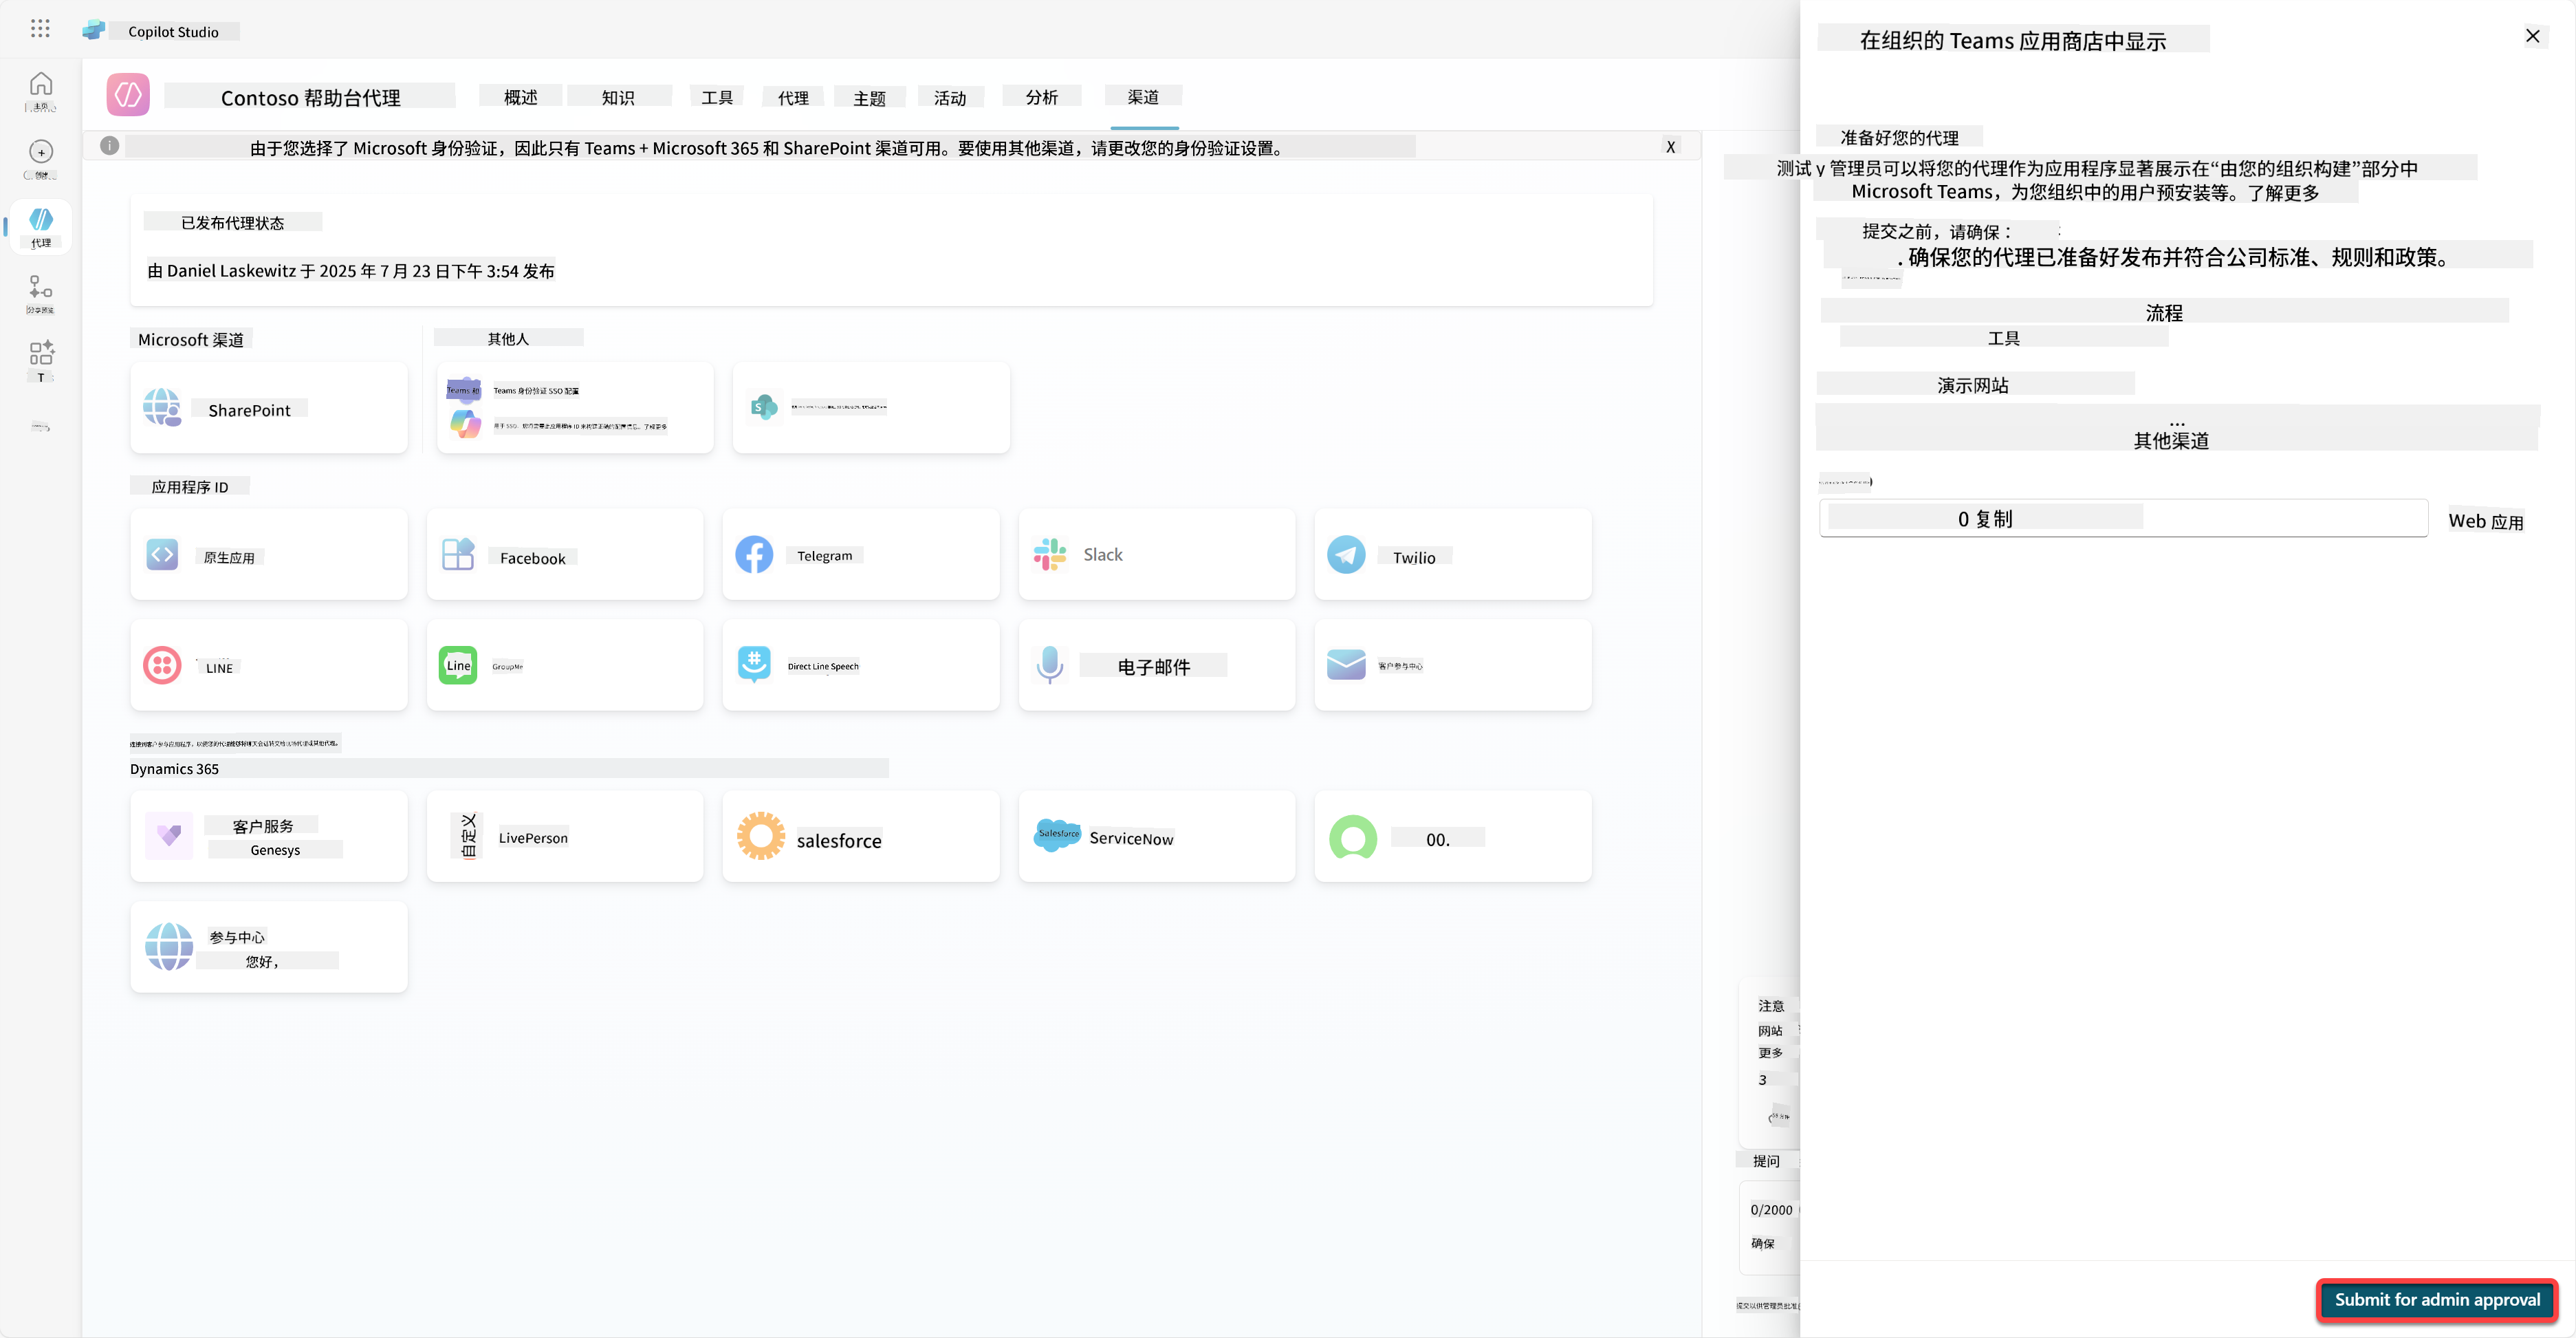 Copilot Studio
主页
创建
代理
T
Contoso 帮助台代理
概述
知识
工具
代理
主题
活动
分析
渠道
由于您选择了 Microsoft 身份验证，因此只有 Teams + Microsoft 365 和 SharePoint 渠道可用。要使用其他渠道，请更改您的身份验证设置。
X
已发布代理状态
由 Daniel Laskewitz 于 2025 年 7 月 23 日下午 3:54 发布
Microsoft 渠道
其他人
SharePoint
Teams 和
Teams 身份验证 SSO 配置
S
应用程序 ID
原生应用
Facebook
Telegram
Slack
Twilio
LINE
Line
GroupMe
Direct Line Speech
电子邮件
客户参与中心
Dynamics 365
客户服务
Genesys
自定义
LivePerson
salesforce
Salesforce
ServiceNow
00.
参与中心
您好，
注意
网站
更多
3
提问
0/2000
确保
在组织的 Teams 应用商店中显示
准备好您的代理
测试 y 管理员可以将您的代理作为应用程序显著展示在“由您的组织构建”部分中
Microsoft Teams，为您组织中的用户预安装等。了解更多
提交之前，请确保：
. 确保您的代理已准备好发布并符合公司标准、规则和政策。
流程
工具
演示网站
...
其他渠道
0 复制
Web 应用
Submit for admin approval